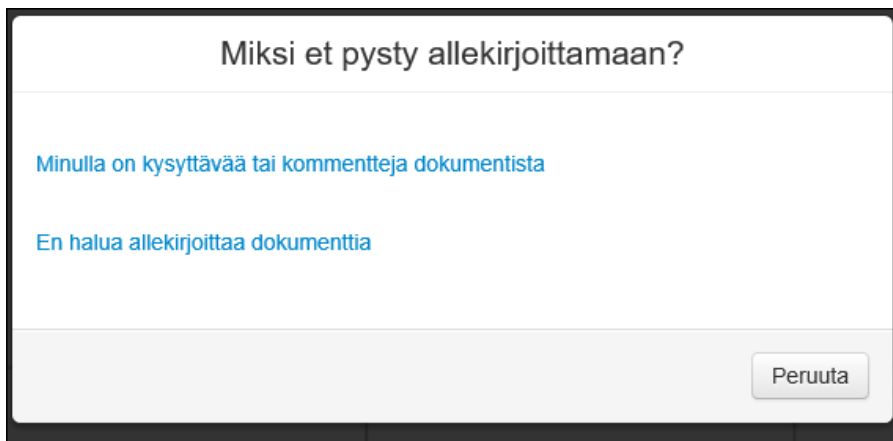 Miksi et pysty allekirjoittamaan?
Minulla on kysyttävää tai kommentteja dokumentista
En halua allekirjoittaa dokumenttia
Peruuta